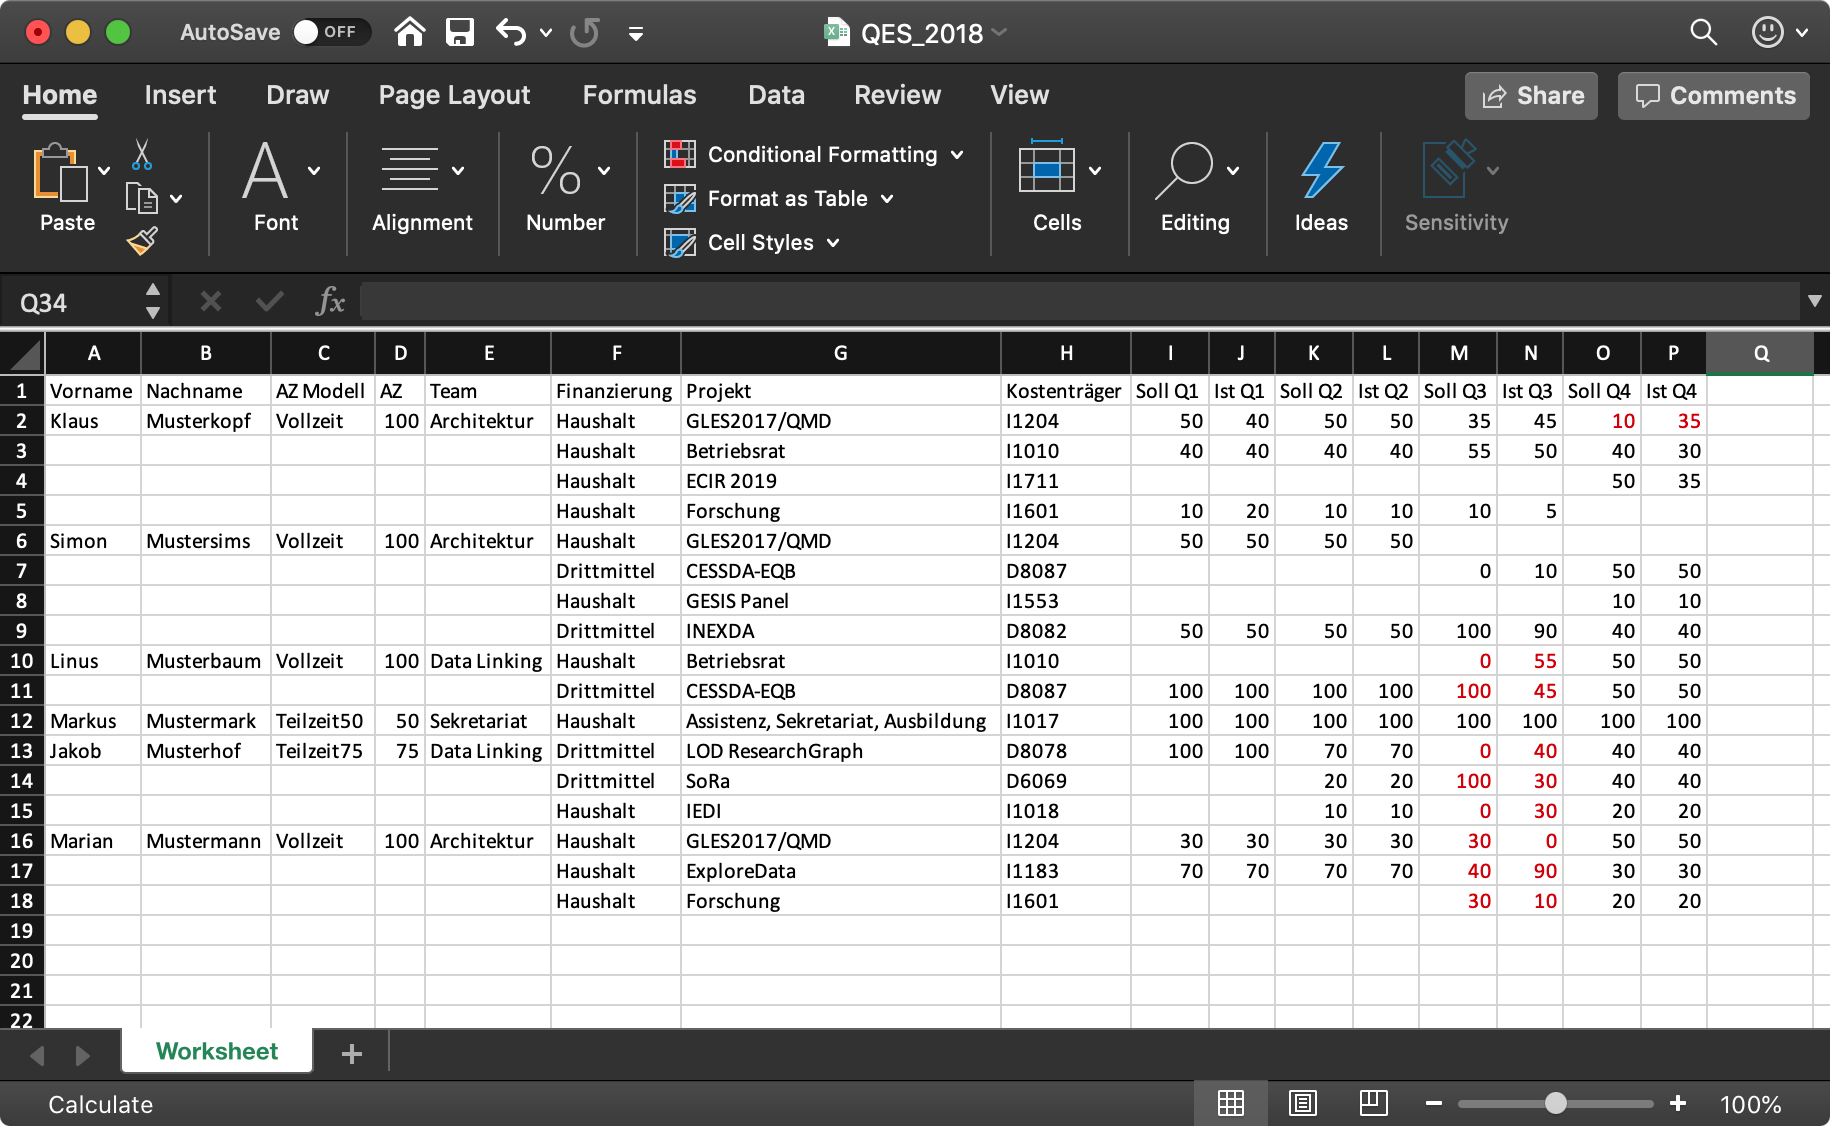 AutoSave OFF QES_2018
Home Insert Draw Page Layout Formulas Data Review View Share Comments
Paste Font Alignment % Number Conditional Formatting Format as Table Cell Styles Cells Editing Ideas Sensitivity
Q34 fx
A B C D E F G H I J K L M N O P Q
1 Vorname Nachname AZ Modell AZ Team Finanzierung Projekt Kostenträger Soll Q1 Ist Q1 Soll Q2 Ist Q2 Soll Q3 Ist Q3 Soll Q4 Ist Q4
2 Klaus Musterkopf Vollzeit 100 Architektur Haushalt GLES2017/QMD I1204 50 40 50 50 35 45 10 35
3 Haushalt Betriebsrat I1010 40 40 40 40 55 50 40 30
4 Haushalt ECIR 2019 I1711 50 35
5 Haushalt Forschung I1601 10 20 10 10 10 5
6 Simon Mustersims Vollzeit 100 Architektur Haushalt GLES2017/QMD I1204 50 50 50 50
7 Drittmittel CESSDA-EQB D8087 0 10 50 50
8 Haushalt GESIS Panel I1553 10 10
9 Drittmittel INEXDA D8082 50 50 50 50 100 90 40 40
10 Linus Musterbaum Vollzeit 100 Data Linking Haushalt Betriebsrat I1010 0 55 50 50
11 Drittmittel CESSDA-EQB D8087 100 100 100 100 100 45 50 50
12 Markus Mustermark Teilzeit50 50 Sekretariat Haushalt Assistenz, Sekretariat, Ausbildung I1017 100 100 100 100 100 100 100 100
13 Jakob Musterhof Teilzeit75 75 Data Linking Drittmittel LOD ResearchGraph D8078 100 100 70 70 0 40 40 40
14 Drittmittel SoRa D6069 20 20 100 30 40 40
15 Haushalt IEDI I1018 10 10 0 30 20 20
16 Marian Mustermann Vollzeit 100 Architektur Haushalt GLES2017/QMD I1204 30 30 30 30 30 0 50 50
17 Haushalt ExploreData I1183 70 70 70 70 40 90 30 30
18 Haushalt Forschung I1601 30 10 20 20
19
20
21
22
Worksheet +
Calculate 100%